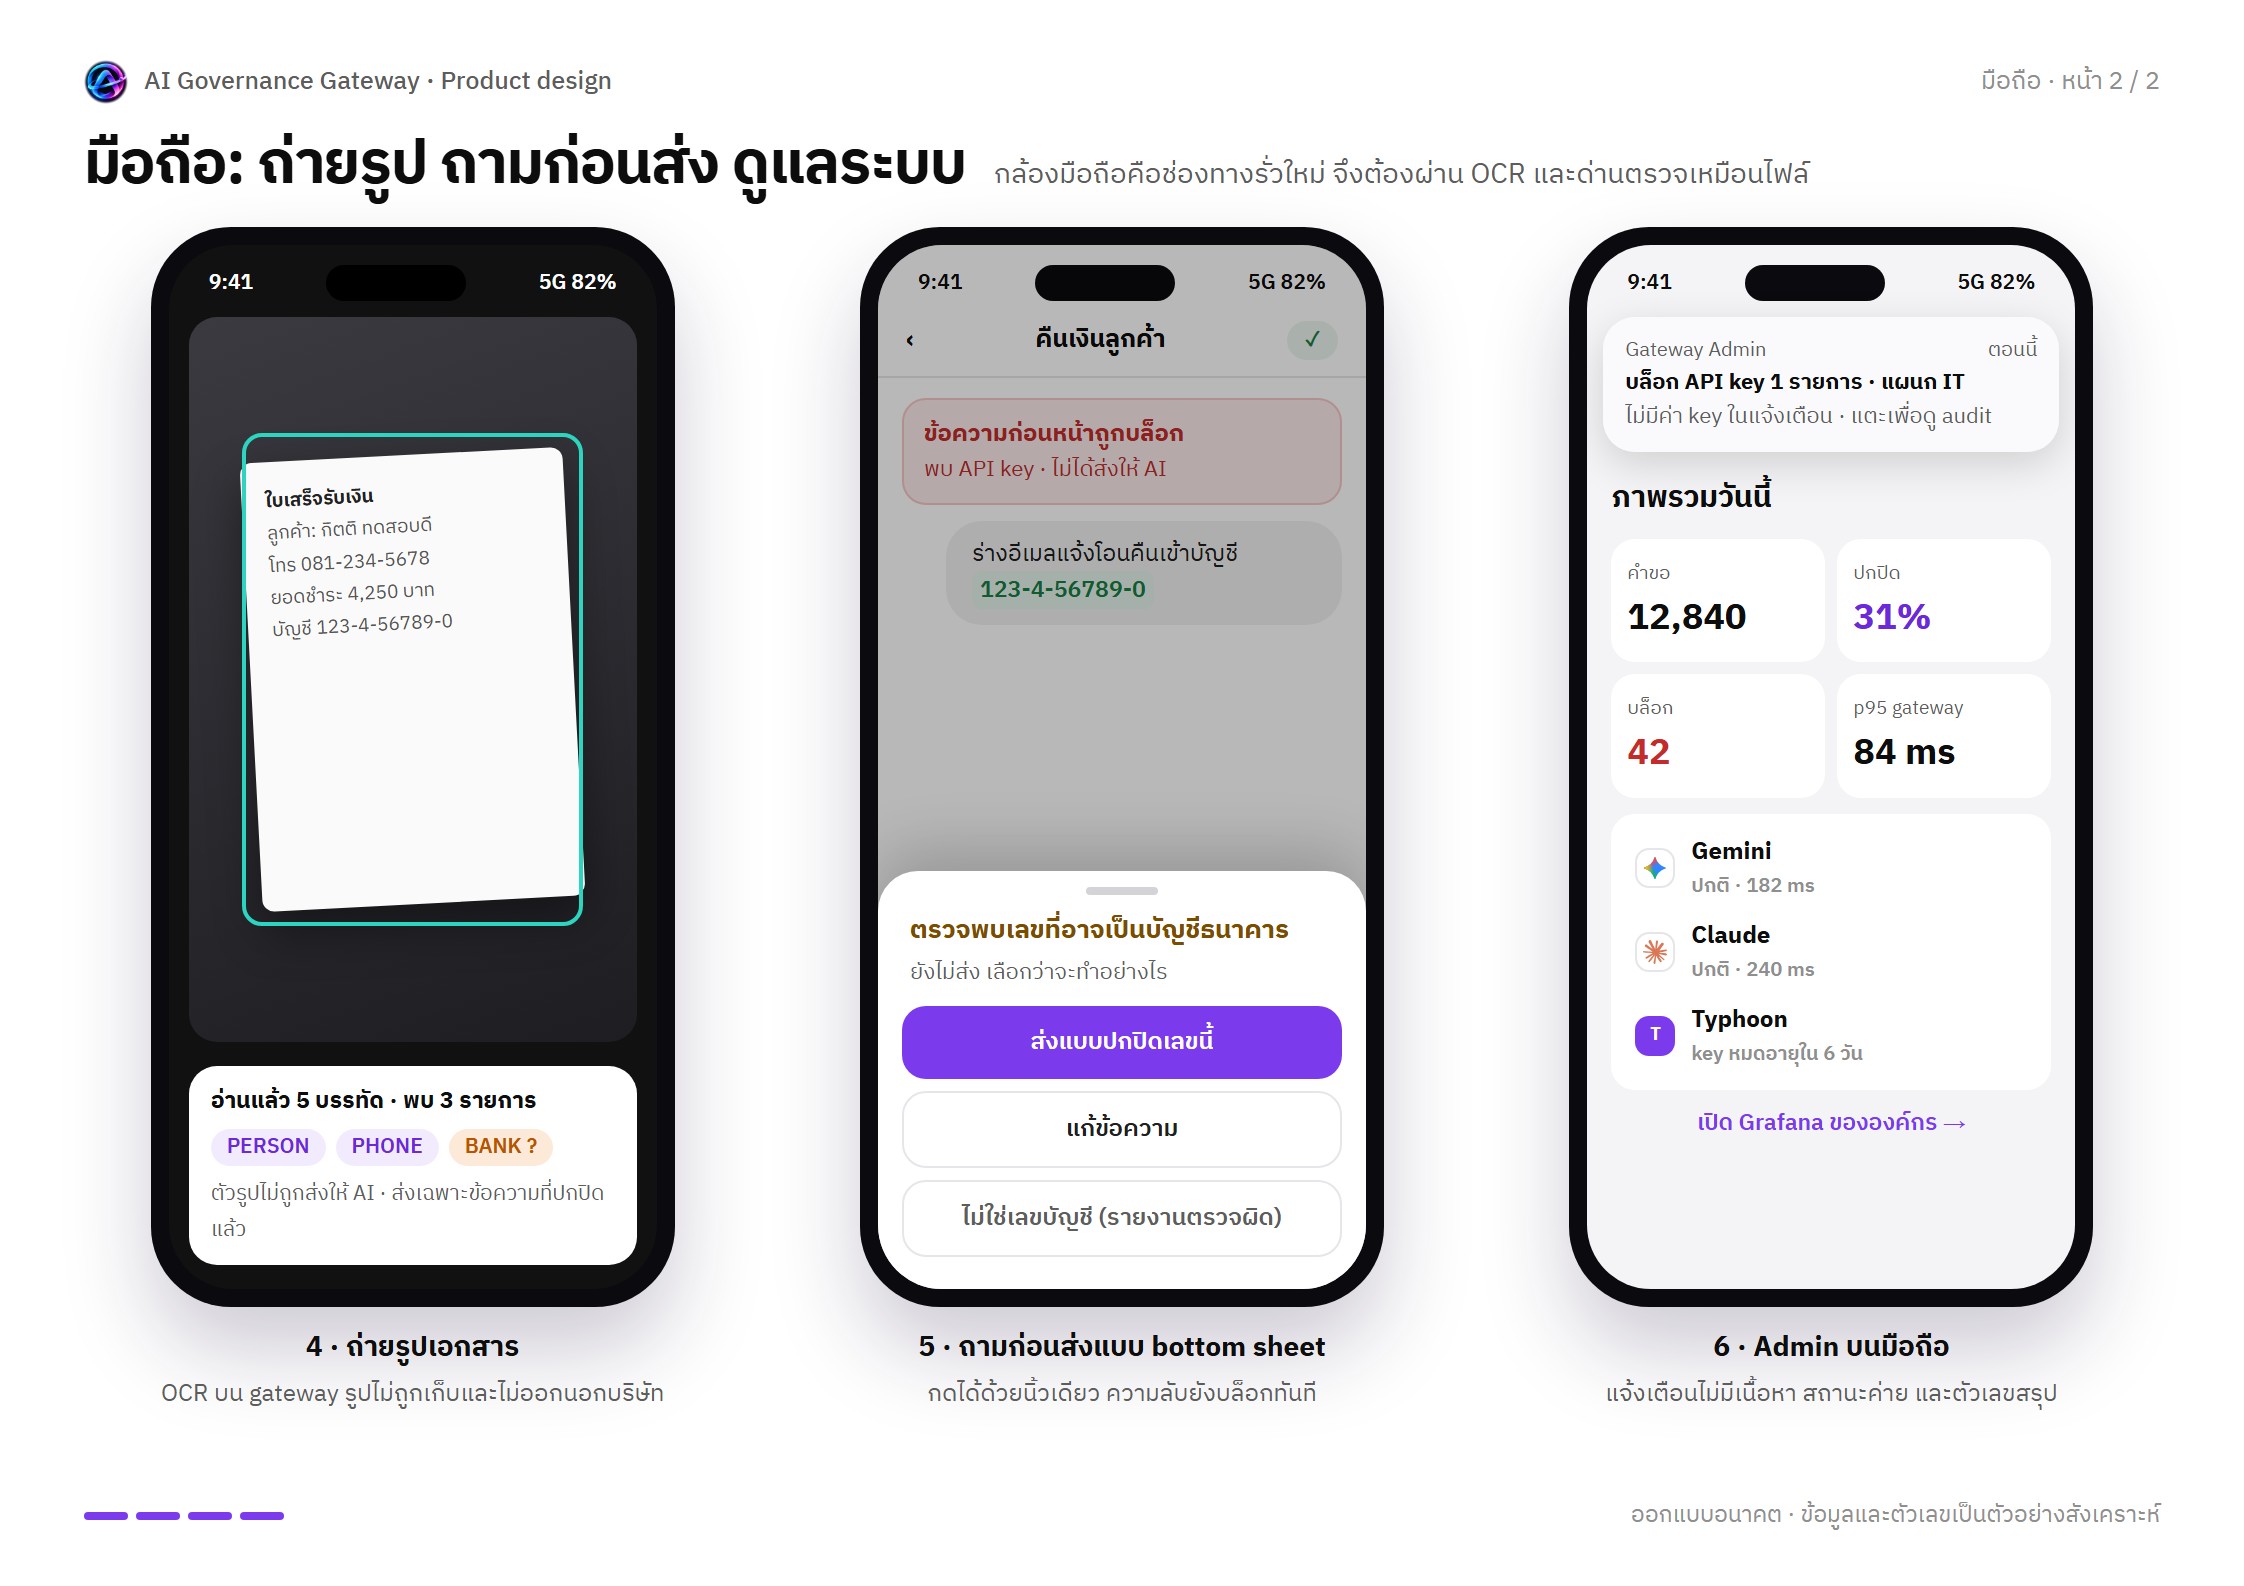 AI Governance Gateway · Product design
มือถือ · หน้า 2 / 2
มือถือ: ถ่ายรูป ถามก่อนส่ง ดูแลระบบ
กล้องมือถือคือช่องทางรั่วใหม่ จึงต้องผ่าน OCR และด่านตรวจเหมือนไฟล์
9:41
5G 82%
ใบเสร็จรับเงิน
ลูกค้า: กิตติ ทดสอบดี
โทร 081-234-5678
ยอดชำระ 4,250 บาท
บัญชี 123-4-56789-0
อ่านแล้ว 5 บรรทัด · พบ 3 รายการ
PERSON PHONE BANK ?
ตัวรูปไม่ถูกส่งให้ AI · ส่งเฉพาะข้อความที่ปกปิด
แล้ว
4 · ถ่ายรูปเอกสาร
OCR บน gateway รูปไม่ถูกเก็บและไม่ออกนอกบริษัท
9:41
5G 82%
‹ คืนเงินลูกค้า ✓
ข้อความก่อนหน้าถูกบล็อก
พบ API key · ไม่ได้ส่งให้ AI
ร่างอีเมลแจ้งโอนคืนเข้าบัญชี
123-4-56789-0
ตรวจพบเลขที่อาจเป็นบัญชีธนาคาร
ยังไม่ส่ง เลือกว่าจะทำอย่างไร
ส่งแบบปกปิดเลขนี้
แก้ข้อความ
ไม่ใช่เลขบัญชี (รายงานตรวจผิด)
5 · ถามก่อนส่งแบบ bottom sheet
กดได้ด้วยนิ้วเดียว ความลับยังบล็อกทันที
9:41
5G 82%
Gateway Admin
ตอนนี้
บล็อก API key 1 รายการ · แผนก IT
ไม่มีค่า key ในแจ้งเตือน · แตะเพื่อดู audit
ภาพรวมวันนี้
คำขอ
12,840
ปกปิด
31%
บล็อก
42
p95 gateway
84 ms
Gemini
ปกติ · 182 ms
Claude
ปกติ · 240 ms
T
Typhoon
key หมดอายุใน 6 วัน
เปิด Grafana ขององค์กร →
6 · Admin บนมือถือ
แจ้งเตือนไม่มีเนื้อหา สถานะค่าย และตัวเลขสรุป
ออกแบบอนาคต · ข้อมูลและตัวเลขเป็นตัวอย่างสังเคราะห์